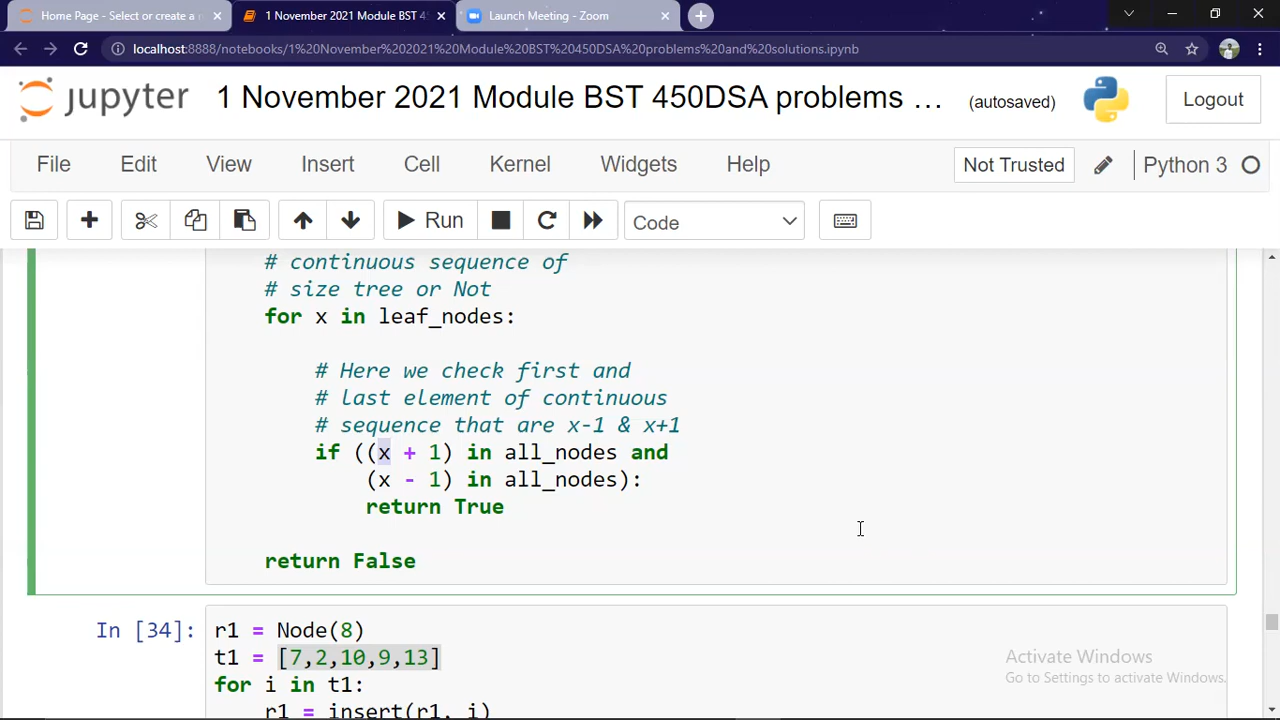 Home Page - Select or create a
1 November 2021 Module BST 4
Launch Meeting - Zoom
localhost:8888/notebooks/1%20November%202021%20Module%20BST%20450DSA%20problems%20and%20solutions.ipynb
jupyter 1 November 2021 Module BST 450DSA problems ... (autosaved) Logout
File Edit View Insert Cell Kernel Widgets Help Not Trusted Python 3
Run Code
# continuous sequence of
# size tree or Not
for x in leaf_nodes:
# Here we check first and
# last element of continuous
# sequence that are x-1 & x+1
if ((x + 1) in all_nodes and
(x - 1) in all_nodes):
return True
return False
In [34]: r1 = Node(8)
t1 = [7,2,10,9,13]
for i in t1:
r1 = insert(r1, i)
Activate Windows
Go to Settings to activate Windows.